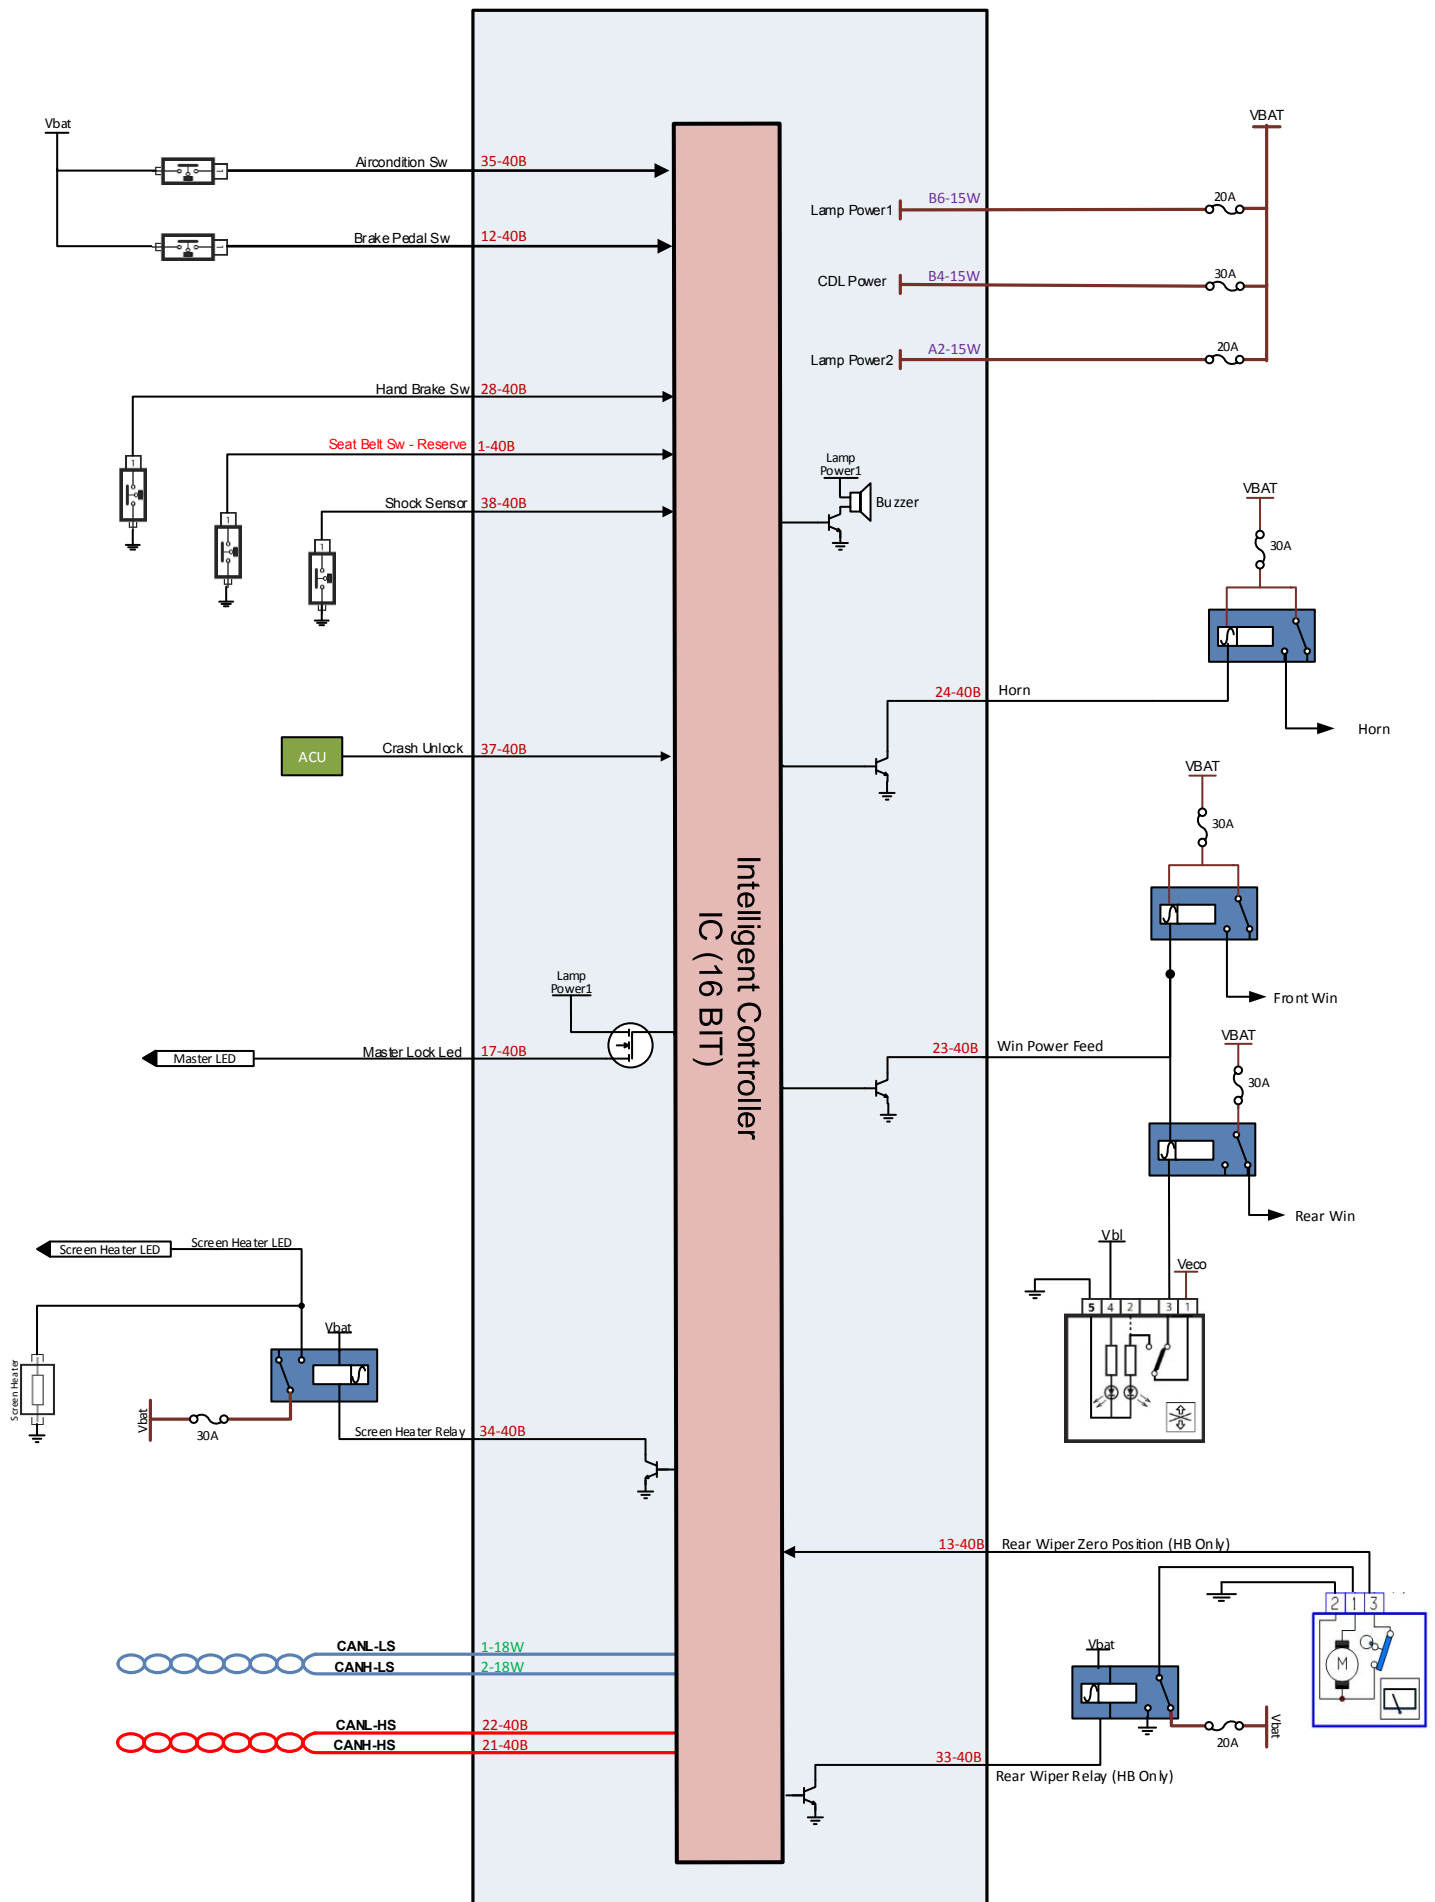 Vbat
Aircondition Sw
35-40B
Brake Pedal Sw
12-40B
Hand Brake Sw
28-40B
Seat Belt Sw - Reserve
1-40B
Shock Sensor
38-40B
1
1
1
1
1
ACU
Crash Unlock
37-40B
Lamp
Power1
Master LED
Master Lock Led
17-40B
Screen Heater LED
Screen Heater LED
Vbat
Screen Heater
Vbat
30A
Screen Heater Relay
34-40B
CANL-LS
1-18W
CANH-LS
2-18W
CANL-HS
22-40B
CANH-HS
21-40B
Intelligent Controller
IC (16 BIT)
VBAT
Lamp Power1
B6-15W
20A
CDL Power
B4-15W
30A
Lamp Power2
A2-15W
20A
Lamp
Power1
Buzzer
VBAT
30A
24-40B
Horn
Horn
VBAT
30A
Front Win
23-40B
Win Power Feed
VBAT
30A
Rear Win
Vbl
Veco
5 4 2 3 1
13-40B
Rear Wiper Zero Position (HB Only)
2 1 3
M
Vbat
20A
Vbat
33-40B
Rear Wiper Relay (HB Only)